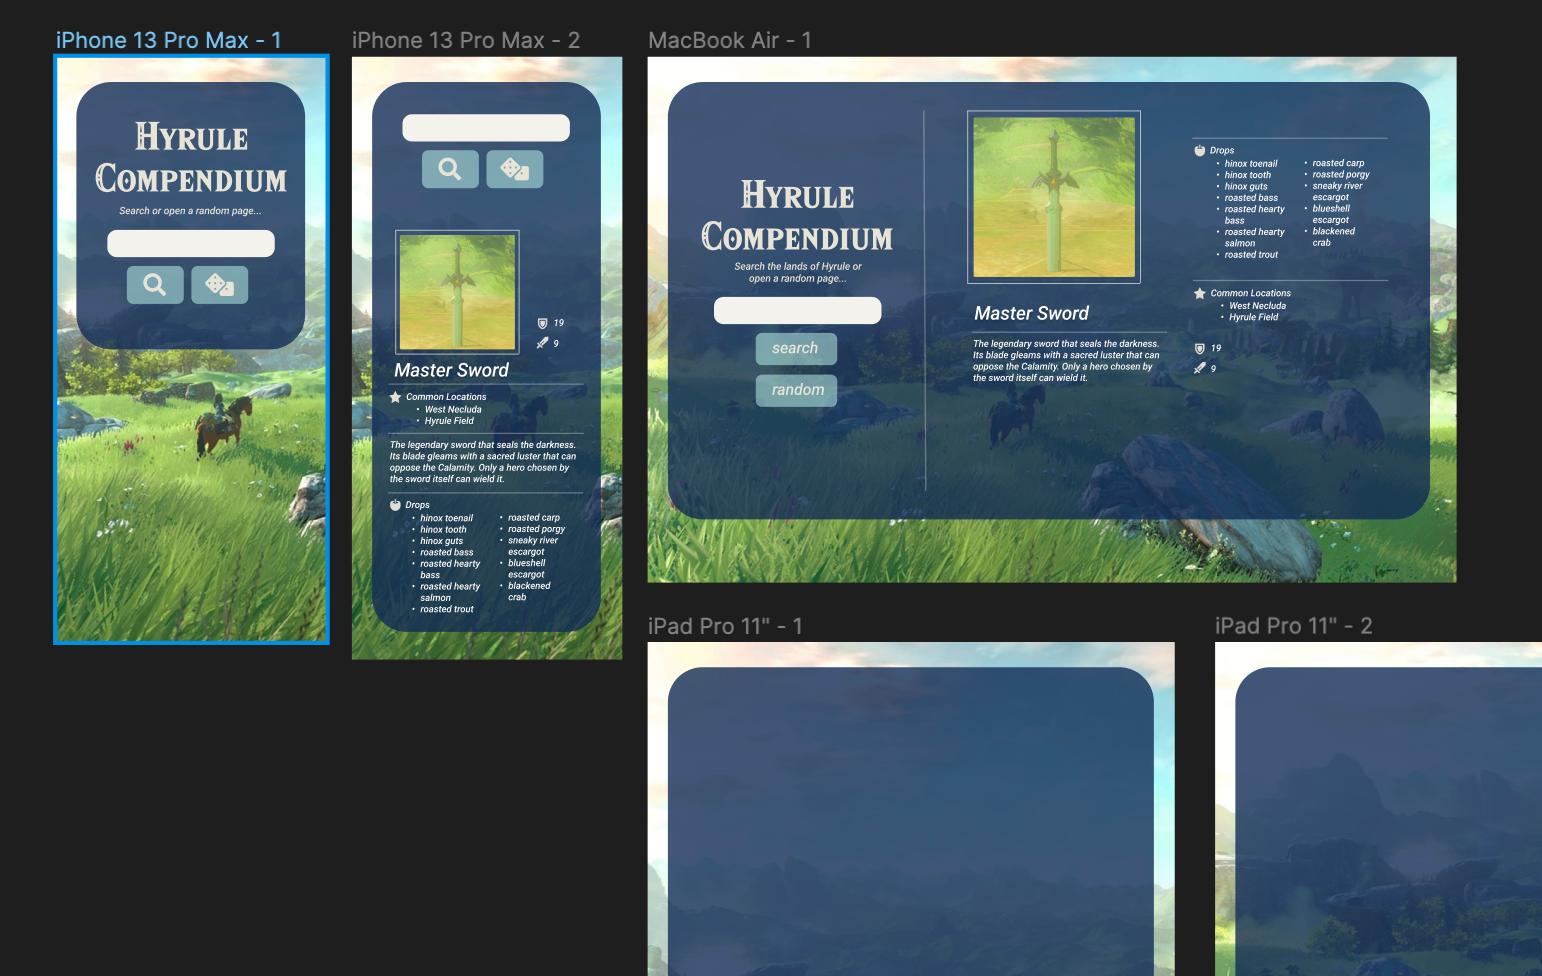 iPhone 13 Pro Max - 1
Hyrule
Compendium
Search or open a random page...
iPhone 13 Pro Max - 2
19
9
Master Sword
Common Locations
• West Necluda
• Hyrule Field
The legendary sword that seals the darkness.
Its blade gleams with a sacred luster that can
oppose the Calamity. Only a hero chosen by
the sword itself can wield it.
Drops
• hinox toenail
• hinox tooth
• hinox guts
• roasted bass
• roasted hearty
bass
• roasted hearty
salmon
• roasted trout
• roasted carp
• roasted porgy
• sneaky river
escargot
• blueshell
escargot
• blackened
crab
MacBook Air - 1
Hyrule
Compendium
Search the lands of Hyrule or
open a random page...
search
random
Master Sword
The legendary sword that seals the darkness.
Its blade gleams with a sacred luster that can
oppose the Calamity. Only a hero chosen by
the sword itself can wield it.
Drops
• hinox toenail
• hinox tooth
• hinox guts
• roasted bass
• roasted hearty
bass
• roasted hearty
salmon
• roasted trout
• roasted carp
• roasted porgy
• sneaky river
escargot
• blueshell
escargot
• blackened
crab
Common Locations
• West Necluda
• Hyrule Field
19
9
iPad Pro 11" - 1
iPad Pro 11" - 2